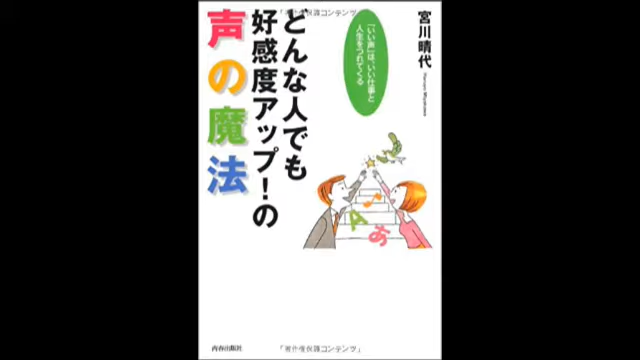 「著作権保護コンテンツ」
宮川晴代
Haruyo Miyakawa
「いい声」は、いい仕事と
人生をつれてくる
どんな人でも
好感度アップ!の
声の魔法
A
あ
青春出版社
「著作権保護コンテンツ」